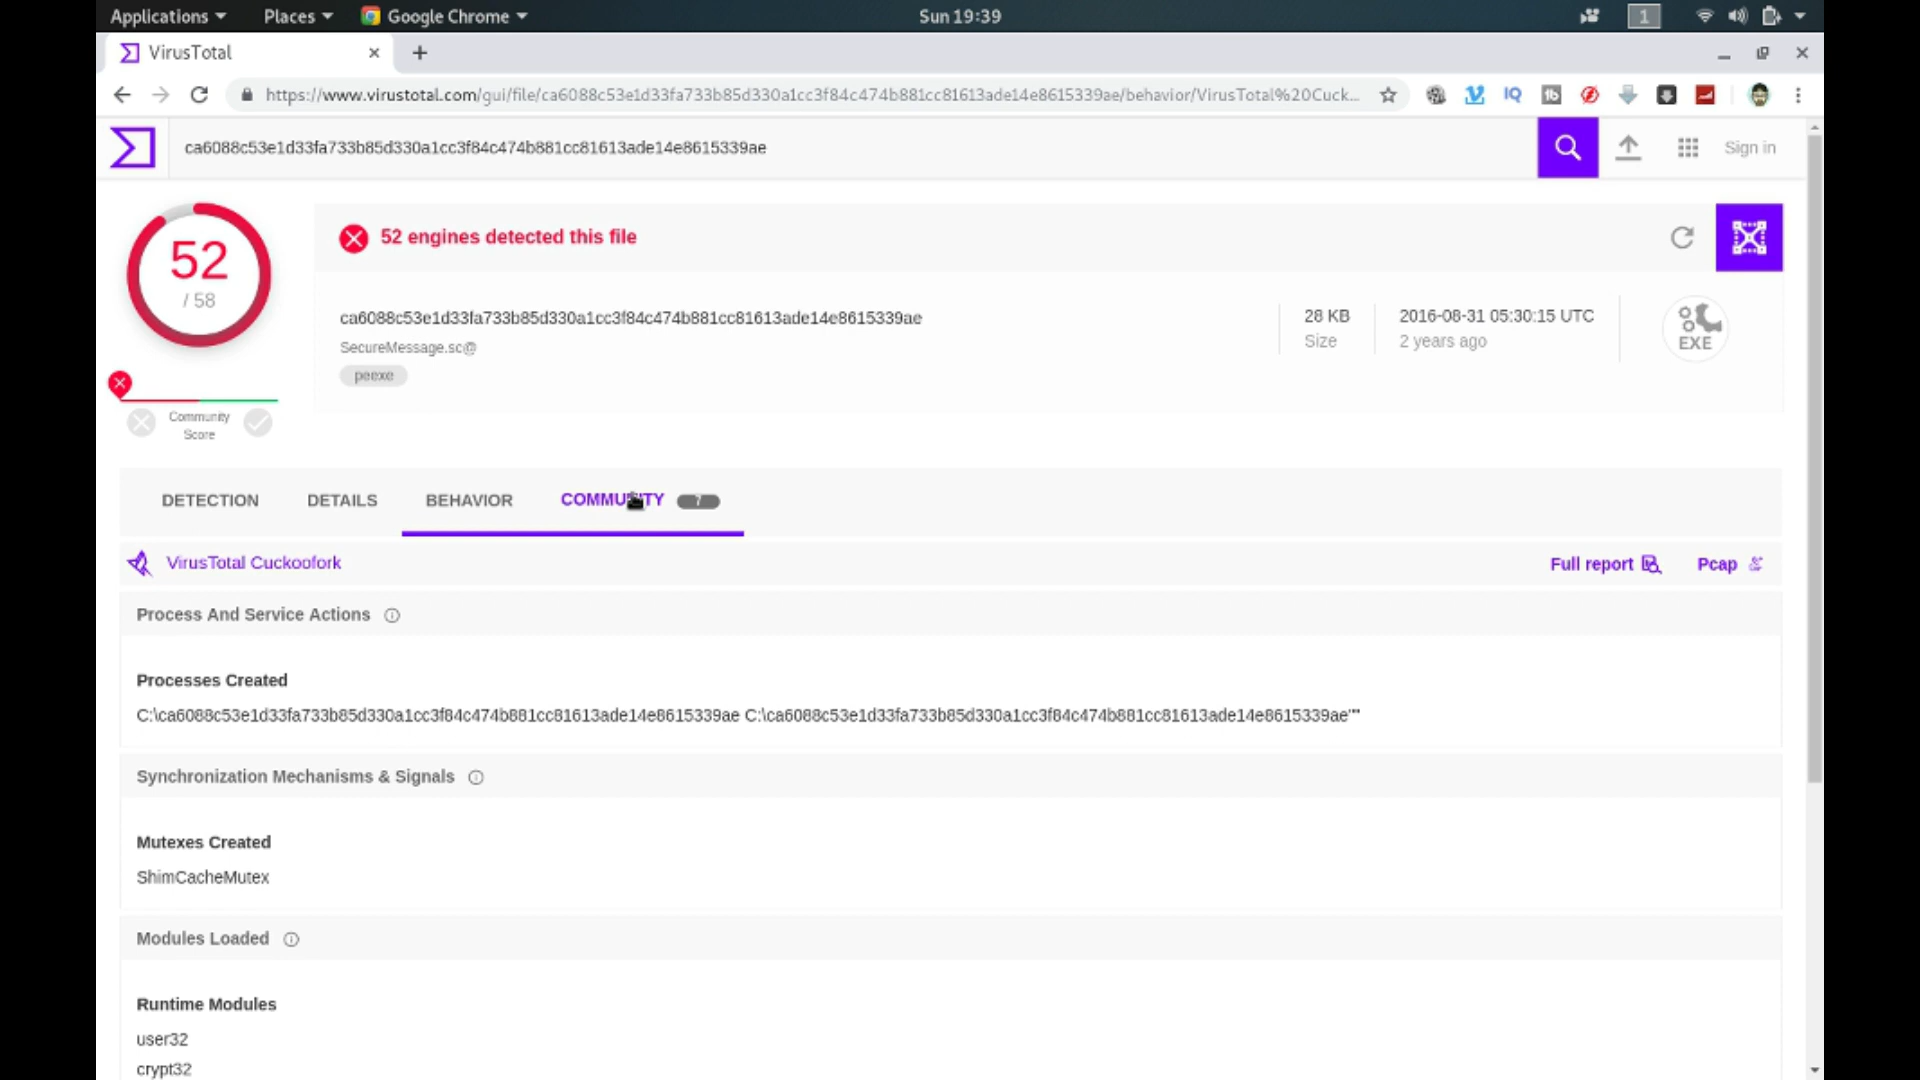 Applications Places Google Chrome Sun 19:39 1
VirusTotal
https://www.virustotal.com/gui/file/ca6088c53e1d33fa733b85d330a1cc3f84c474b881cc81613ade14e8615339ae/behavior/VirusTotal%20Cuck...
ca6088c53e1d33fa733b85d330a1cc3f84c474b881cc81613ade14e8615339ae Sign in
52
/ 58
52 engines detected this file
ca6088c53e1d33fa733b85d330a1cc3f84c474b881cc81613ade14e8615339ae
SecureMessage.sc@
peexe
28 KB
Size
2016-08-31 05:30:15 UTC
2 years ago
EXE
Community
Score
DETECTION DETAILS BEHAVIOR COMMUNITY 7
VirusTotal Cuckoofork Full report Pcap
Process And Service Actions
Processes Created
C:\ca6088c53e1d33fa733b85d330a1cc3f84c474b881cc81613ade14e8615339ae C:\ca6088c53e1d33fa733b85d330a1cc3f84c474b881cc81613ade14e8615339ae""
Synchronization Mechanisms & Signals
Mutexes Created
ShimCacheMutex
Modules Loaded
Runtime Modules
user32
crypt32